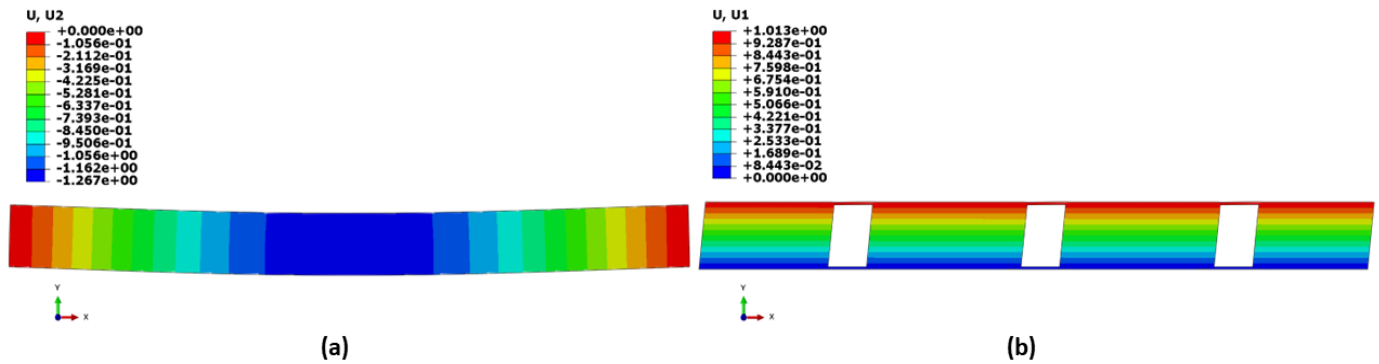 U, U2
+0.000e+00
-1.056e-01
-2.112e-01
-3.169e-01
-4.225e-01
-5.281e-01
-6.337e-01
-7.393e-01
-8.450e-01
-9.506e-01
-1.056e+00
-1.162e+00
-1.267e+00
Y
X
(a)
U, U1
+1.013e+00
+9.287e-01
+8.443e-01
+7.598e-01
+6.754e-01
+5.910e-01
+5.066e-01
+4.221e-01
+3.377e-01
+2.533e-01
+1.689e-01
+8.443e-02
+0.000e+00
Y
X
(b)